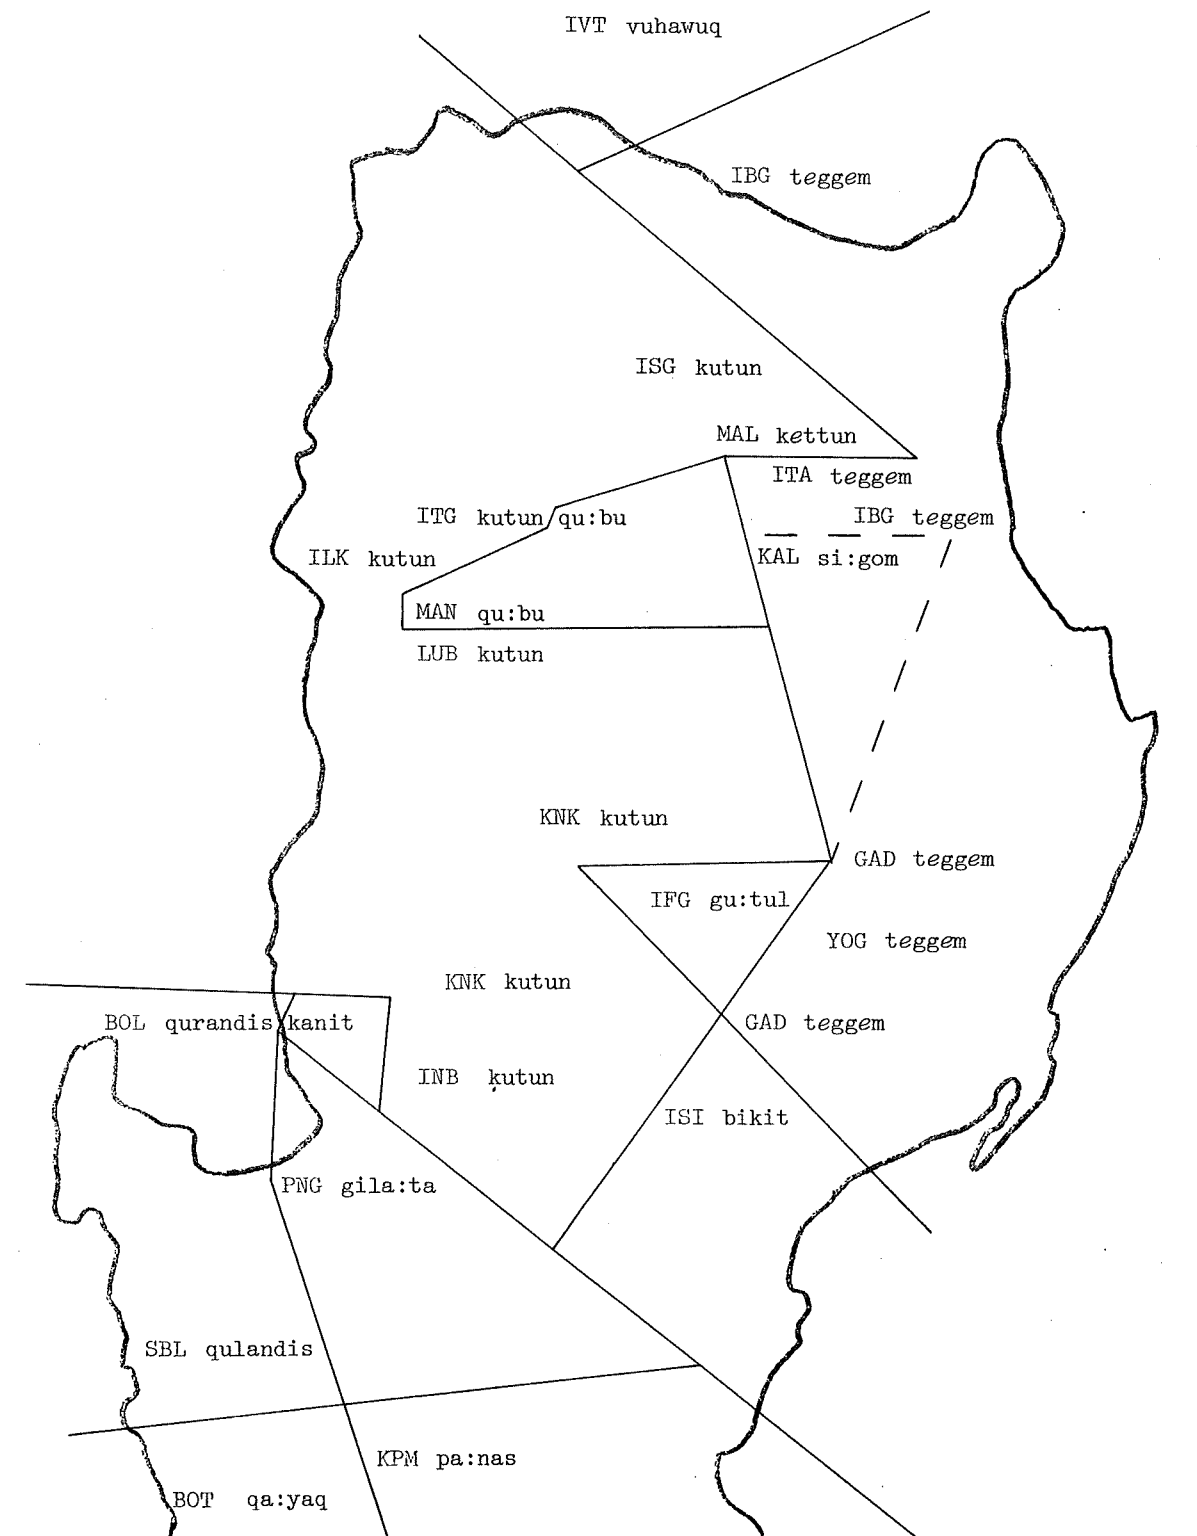 IVT vuhawuq
IBG teggem
ISG kutun
MAL kettun
ITA teggem
ITG kutun qu:bu
IBG teggem
ILK kutun
KAL si:gom
MAN qu:bu
LUB kutun
KNK kutun
GAD teggem
IFG gu:tul
YOG teggem
KNK kutun
BOL qurandis kanit
GAD teggem
INB kutun
ISI bikit
PNG gila:ta
SBL qulandis
KPM pa:nas
BOT qa:yaq